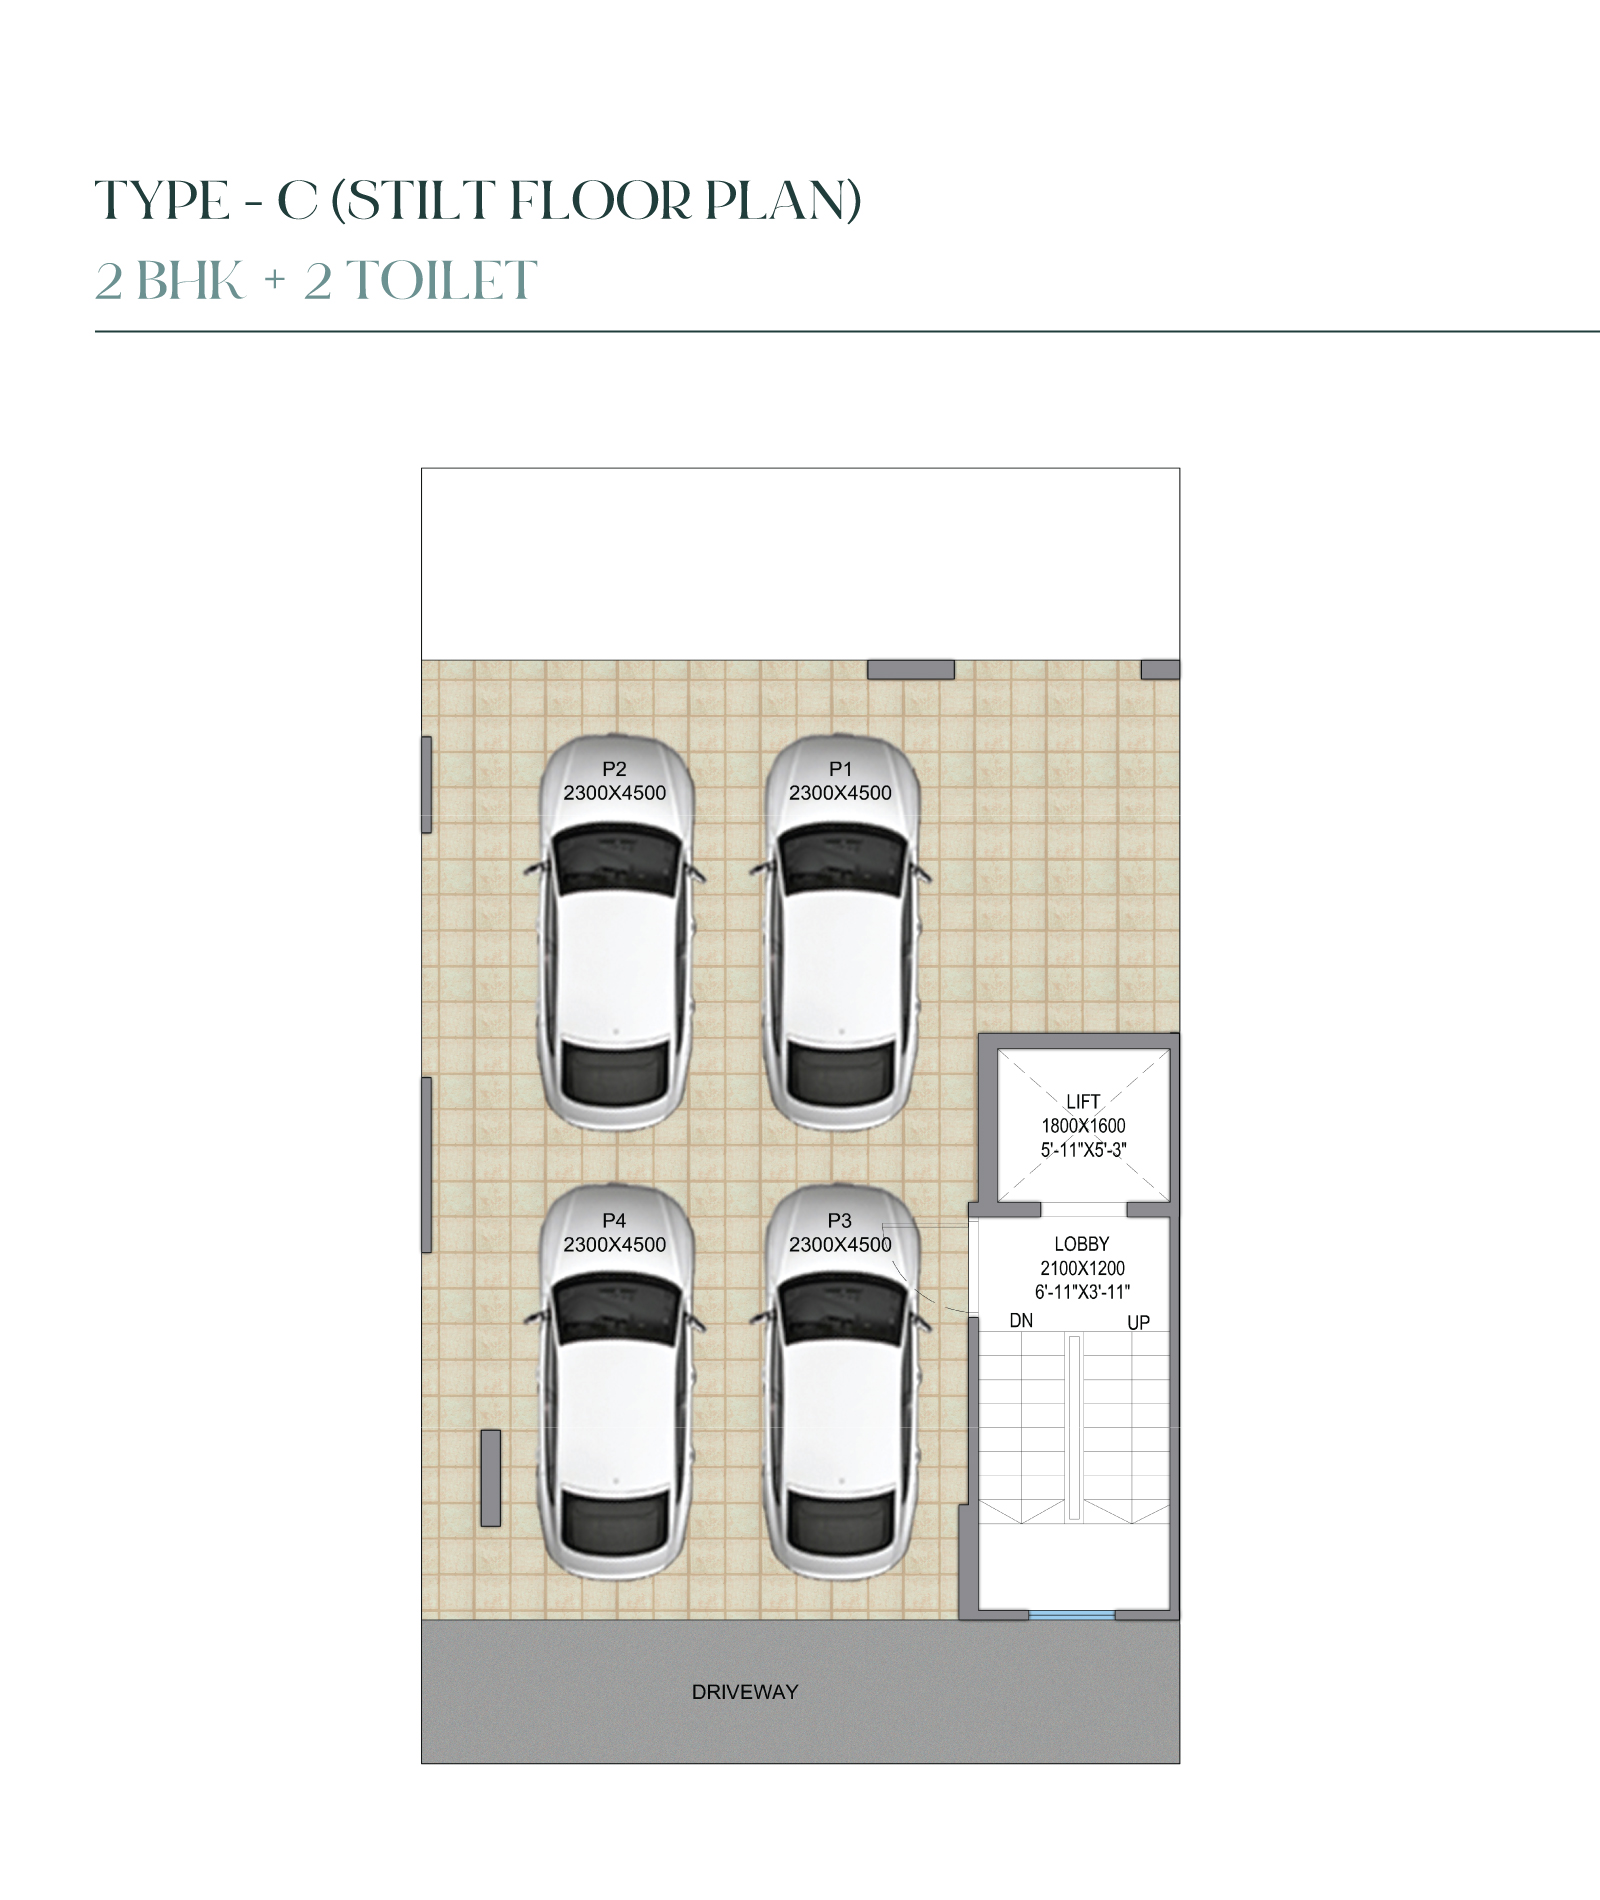 TYPE - C (STILT FLOOR PLAN)
2 BHK + 2 TOILET
P2
2300X4500
P1
2300X4500
LIFT
1800X1600
5'-11"X5'-3"
P4
2300X4500
P3
2300X4500
LOBBY
2100X1200
6'-11"X3'-11"
DN
UP
DRIVEWAY